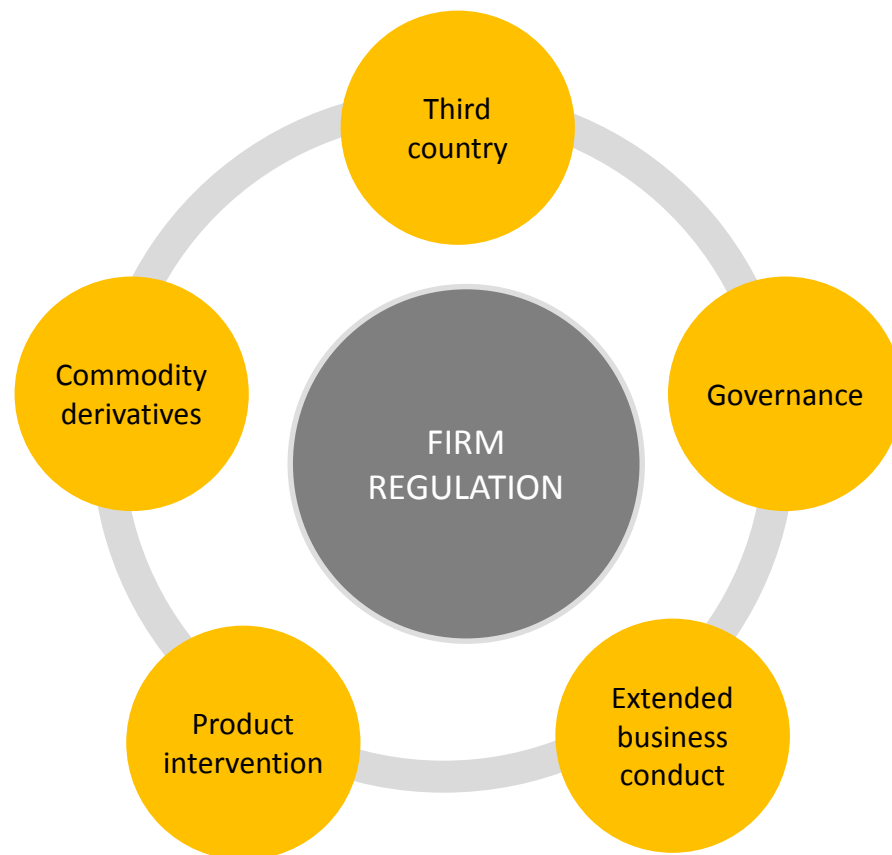 Third
country
Governance
Extended
business
conduct
Product
intervention
Commodity
derivatives
FIRM
REGULATION